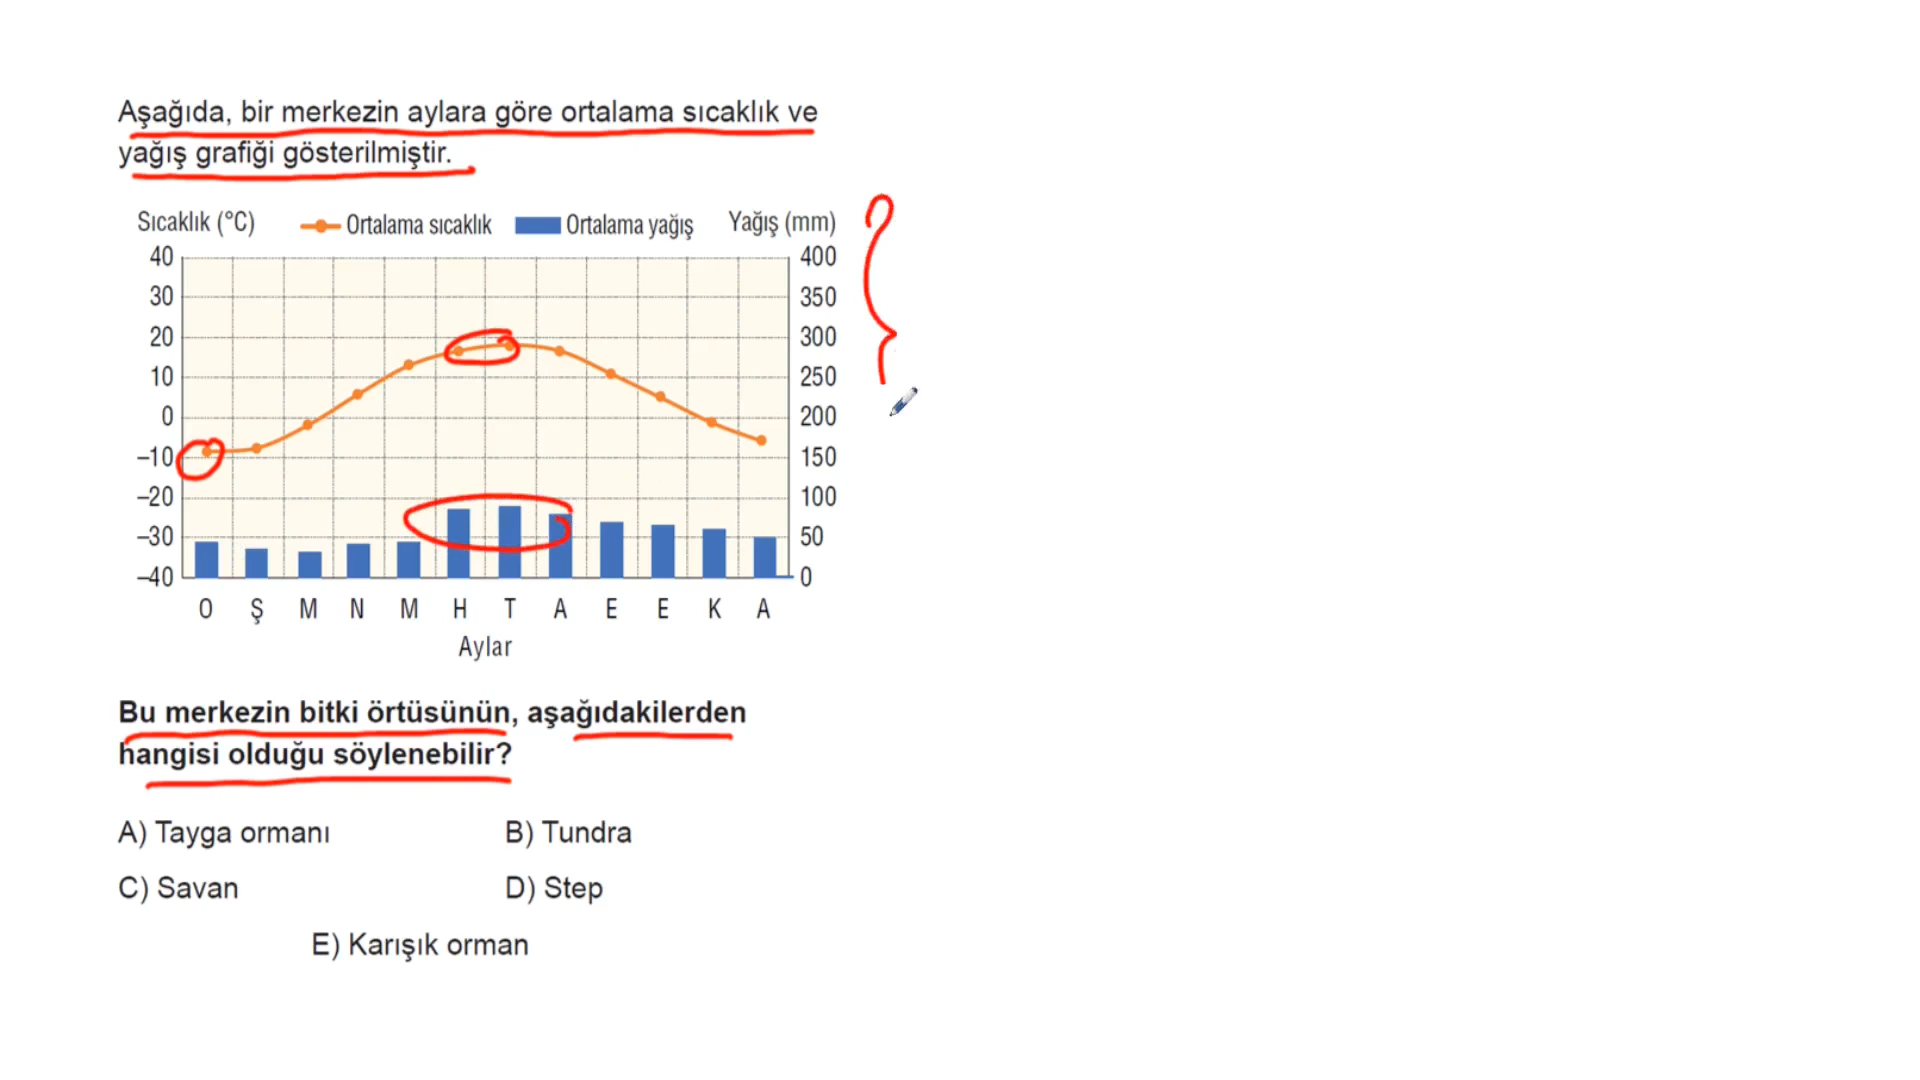 Aşağıda, bir merkezin aylara göre ortalama sıcaklık ve
yağış grafiği gösterilmiştir.
Sıcaklık (°C) Ortalama sıcaklık Ortalama yağış Yağış (mm)
40 400
30 350
20 300
10 250
0 200
–10 150
–20 100
–30 50
–40 0
O Ş M N M H T A E E K A
Aylar
Bu merkezin bitki örtüsünün, aşağıdakilerden
hangisi olduğu söylenebilir?
A) Tayga ormanı B) Tundra
C) Savan D) Step
E) Karışık orman